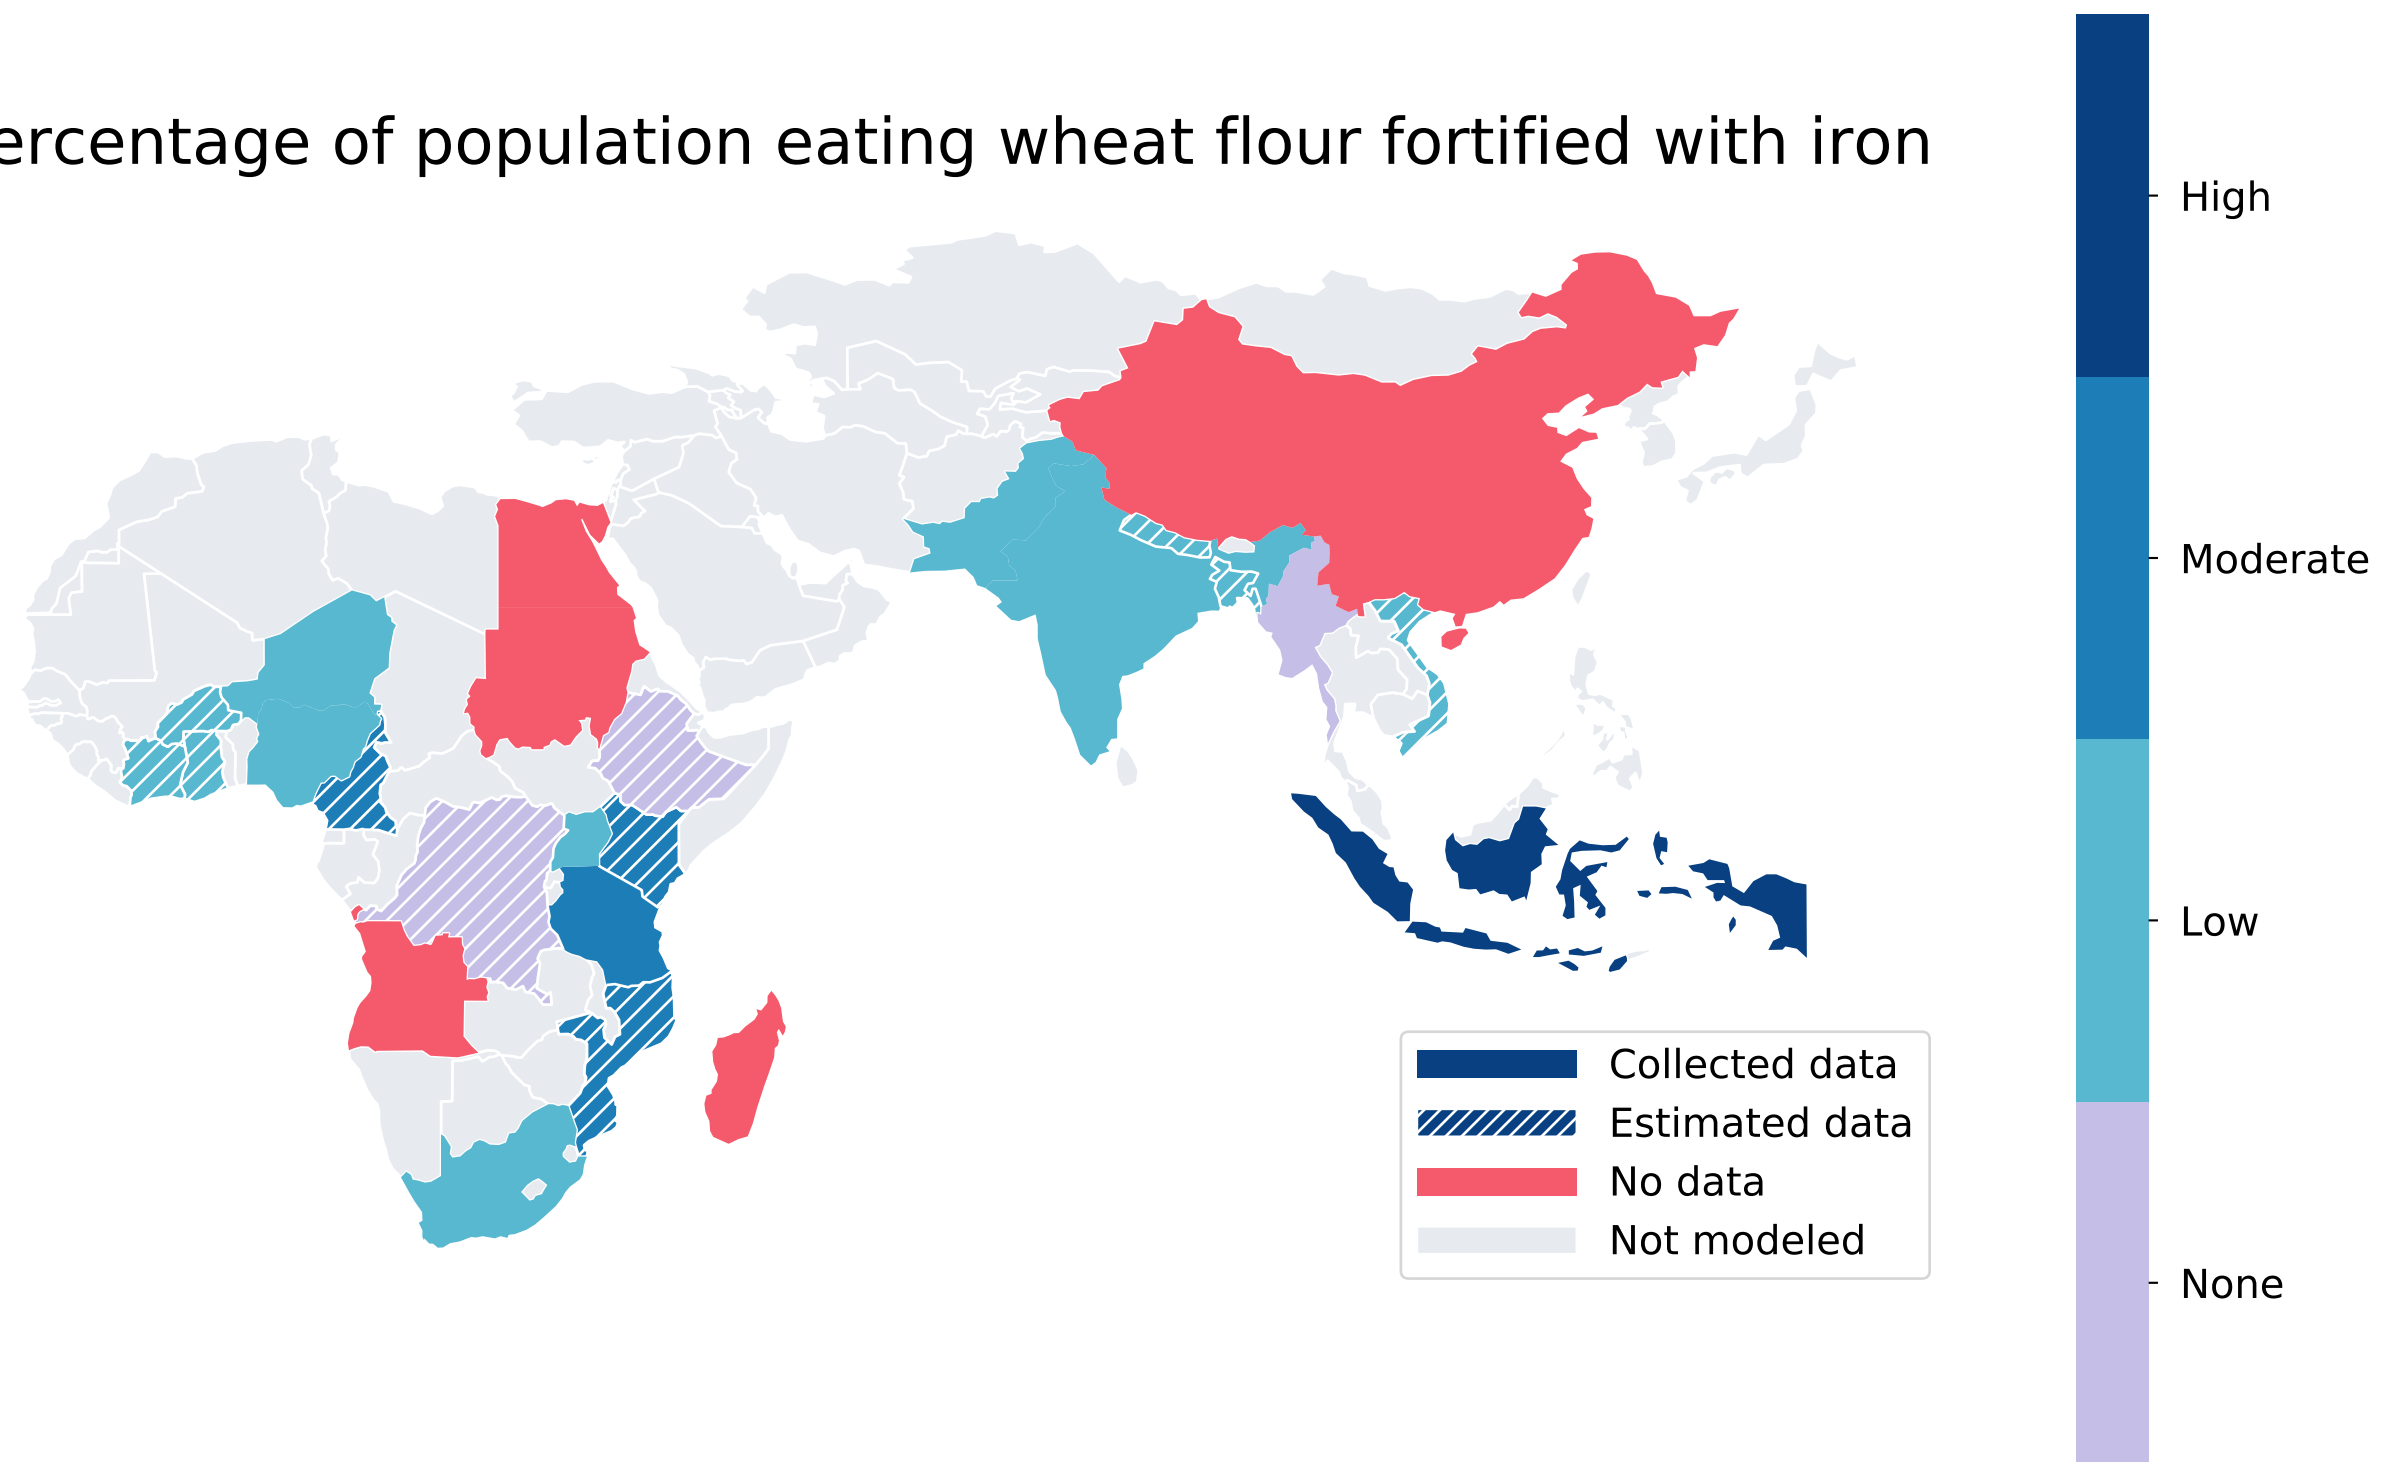 ercentage of population eating wheat flour fortified with iron
High
Moderate
Low
None
Collected data
Estimated data
No data
Not modeled